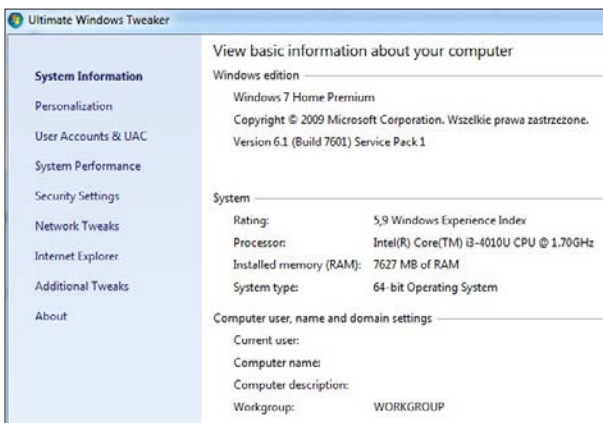 Ultimate Windows Tweaker
System Information
Personalization
User Accounts & UAC
System Performance
Security Settings
Network Tweaks
Internet Explorer
Additional Tweaks
About
View basic information about your computer
Windows edition
Windows 7 Home Premium
Copyright © 2009 Microsoft Corporation. Wszelkie prawa zastrzezone.
Version 6.1 (Build 7601) Service Pack 1
System
Rating: 5,9 Windows Experience Index
Processor: Intel(R) Core(TM) i3-4010U CPU @ 1.70GHz
Installed memory (RAM): 7627 MB of RAM
System type: 64-bit Operating System
Computer user, name and domain settings
Current user:
Computer name:
Computer description:
Workgroup: WORKGROUP